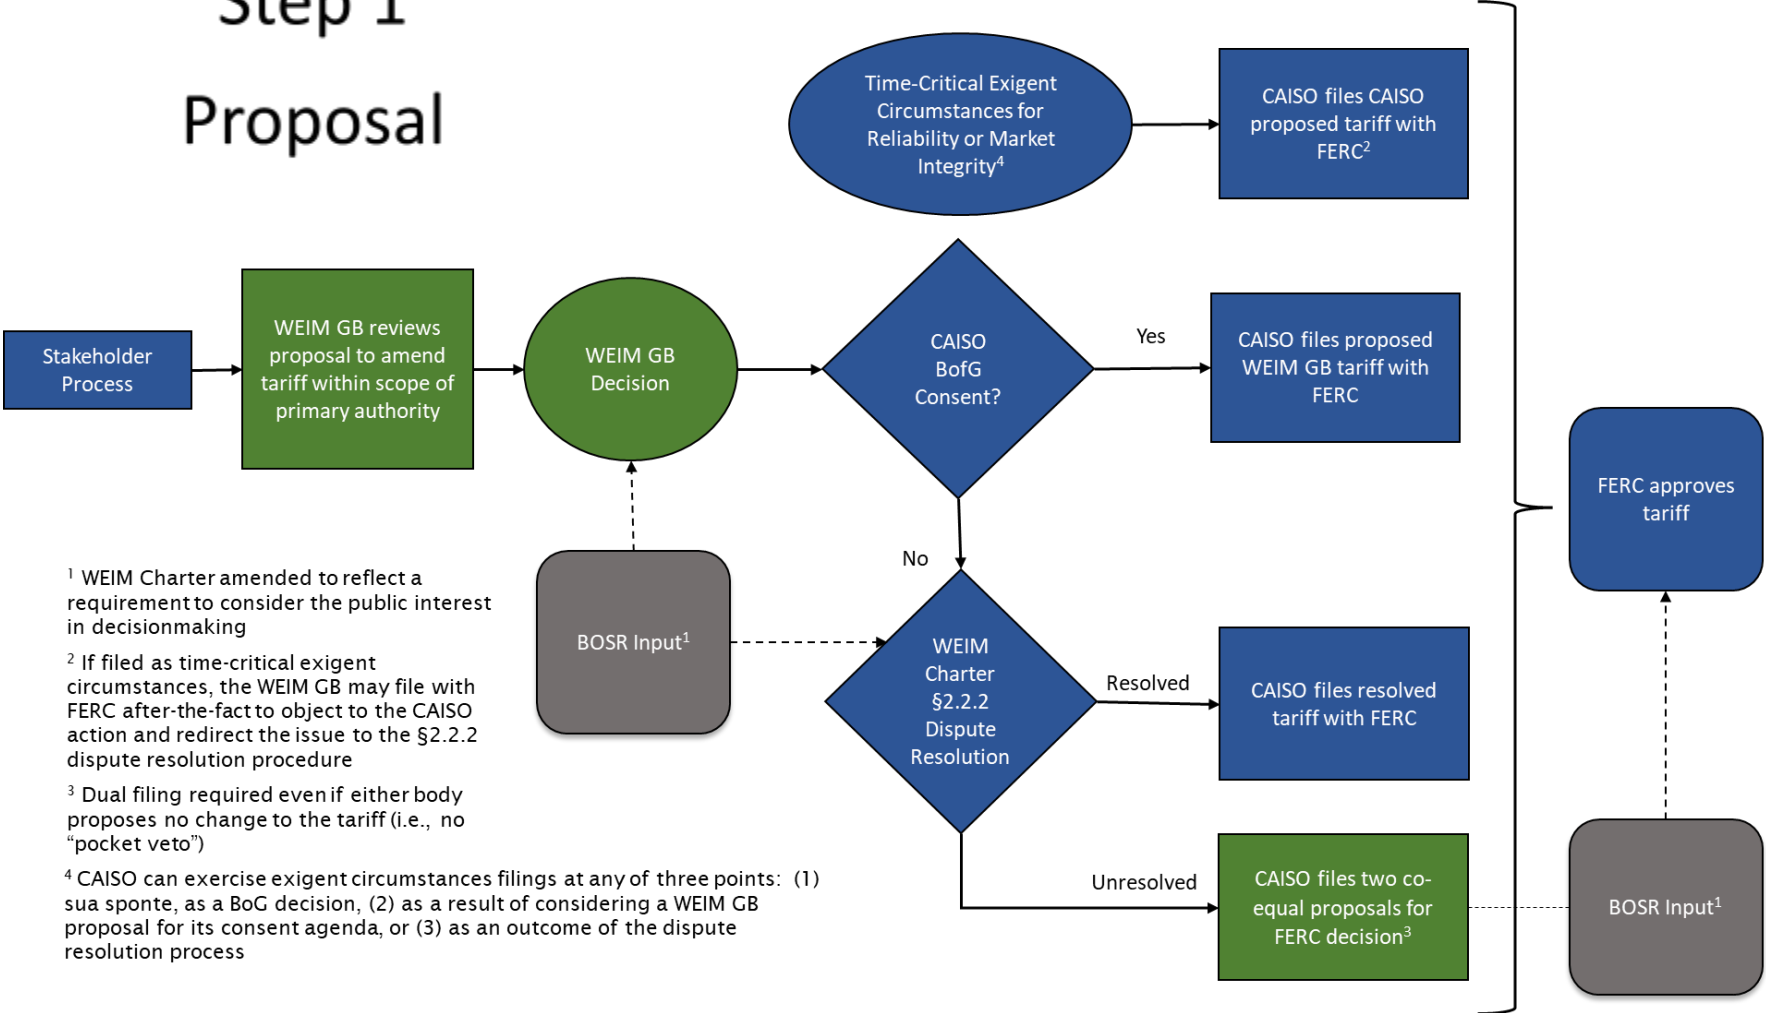 Step 1
Proposal
Time-Critical Exigent
Circumstances for
Reliability or Market
Integrity⁴
CAISO files CAISO
proposed tariff with
FERC²
Stakeholder
Process
WEIM GB reviews
proposal to amend
tariff within scope of
primary authority
WEIM GB
Decision
CAISO
BofG
Consent?
Yes
CAISO files proposed
WEIM GB tariff with
FERC
No
FERC approves
tariff
BOSR Input¹
WEIM
Charter
§2.2.2
Dispute
Resolution
Resolved
CAISO files resolved
tariff with FERC
Unresolved
CAISO files two co-
equal proposals for
FERC decision³
BOSR Input¹
¹ WEIM Charter amended to reflect a
requirement to consider the public interest
in decisionmaking
² If filed as time-critical exigent
circumstances, the WEIM GB may file with
FERC after-the-fact to object to the CAISO
action and redirect the issue to the §2.2.2
dispute resolution procedure
³ Dual filing required even if either body
proposes no change to the tariff (i.e., no
“pocket veto”)
⁴ CAISO can exercise exigent circumstances filings at any of three points: (1)
sua sponte, as a BoG decision, (2) as a result of considering a WEIM GB
proposal for its consent agenda, or (3) as an outcome of the dispute
resolution process